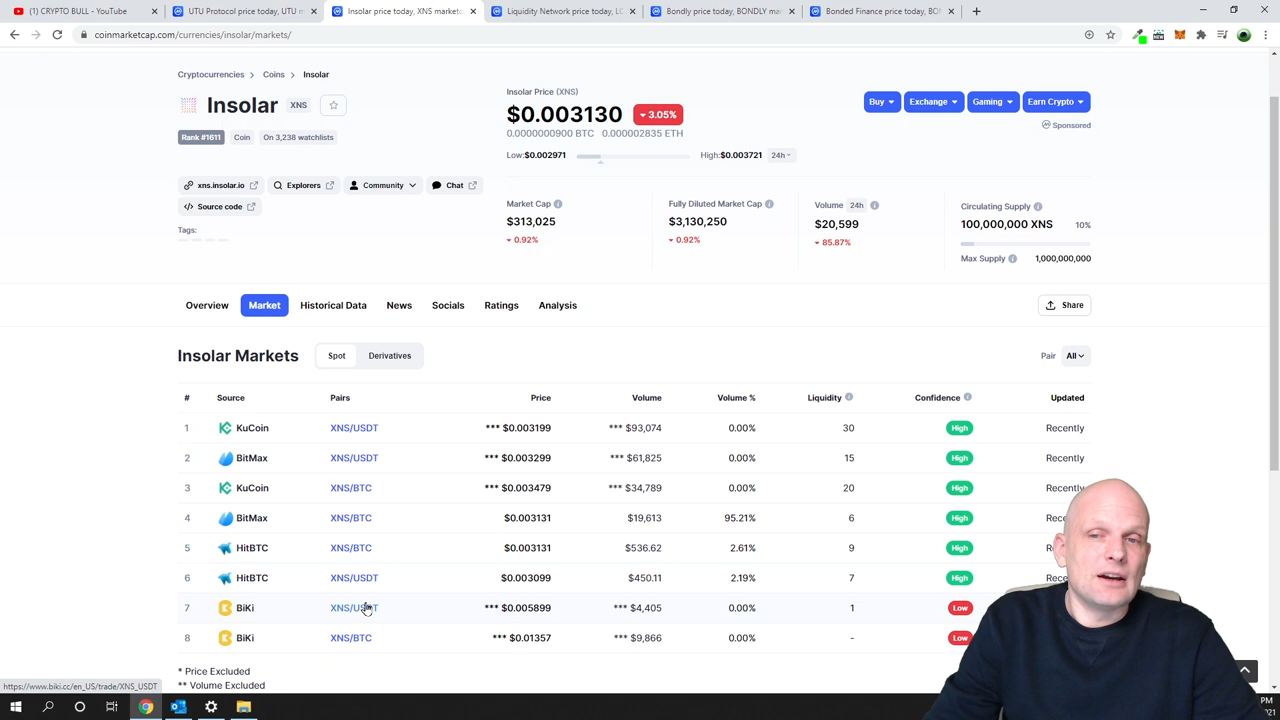 (1) CRYPTO BULL - YouTube
UTU Protocol price today, UTU m
Insolar price today, XNS market
Liquidity Network price today, LC
Bondly price today, BONDLY ma
Bonded Finance price today, BO
coinmarketcap.com/currencies/insolar/markets/
Cryptocurrencies > Coins > Insolar
Insolar XNS
Rank #1611 Coin On 3,238 watchlists
xns.insolar.io Explorers Community Chat
Source code
Tags:
Insolar Price (XNS)
$0.003130 3.05%
0.0000000900 BTC 0.000002835 ETH
Low:$0.002971 High:$0.003721 24h
Buy Exchange Gaming Earn Crypto
Sponsored
Market Cap Fully Diluted Market Cap Volume 24h Circulating Supply
$313,025 $3,130,250 $20,599 100,000,000 XNS 10%
0.92% 0.92% 85.87%
Max Supply 1,000,000,000
Overview Market Historical Data News Socials Ratings Analysis Share
Insolar Markets Spot Derivatives Pair All
# Source Pairs Price Volume Volume % Liquidity Confidence Updated
1 KuCoin XNS/USDT *** $0.003199 *** $93,074 0.00% 30 High Recently
2 BitMax XNS/USDT *** $0.003299 *** $61,825 0.00% 15 High Recently
3 KuCoin XNS/BTC *** $0.003479 *** $34,789 0.00% 20 High Recently
4 BitMax XNS/BTC $0.003131 $19,613 95.21% 6 High Rec
5 HitBTC XNS/BTC $0.003131 $536.62 2.61% 9 High
6 HitBTC XNS/USDT $0.003099 $450.11 2.19% 7 High
7 BiKi XNS/USDT *** $0.005899 *** $4,405 0.00% 1 Low
8 BiKi XNS/BTC *** $0.01357 *** $9,866 0.00% - Low
* Price Excluded
** Volume Excluded
https://www.biki.cc/en_US/trade/XNS_USDT
PM